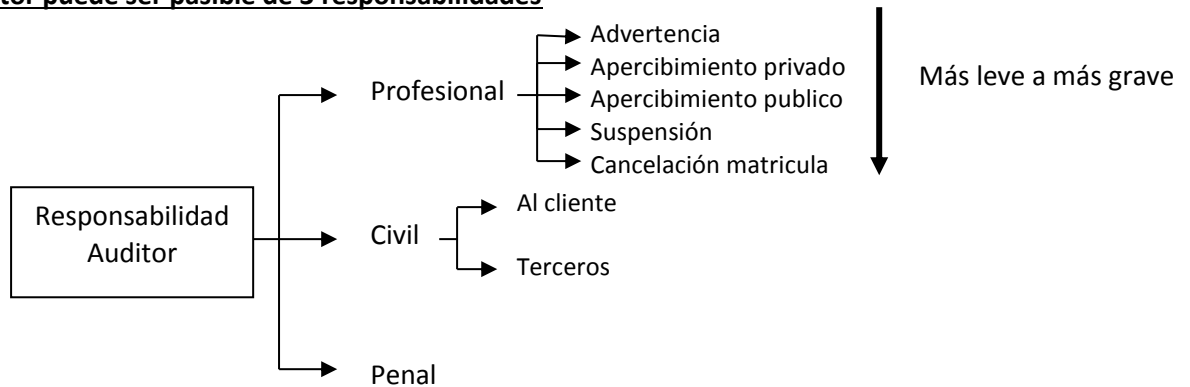 puede ser pasible de 3 responsabilidades
Advertencia
Apercibimiento privado
Apercibimiento publico
Suspensión
Cancelación matricula
Más leve a más grave
Profesional
Responsabilidad
Auditor
Civil
Al cliente
Terceros
Penal